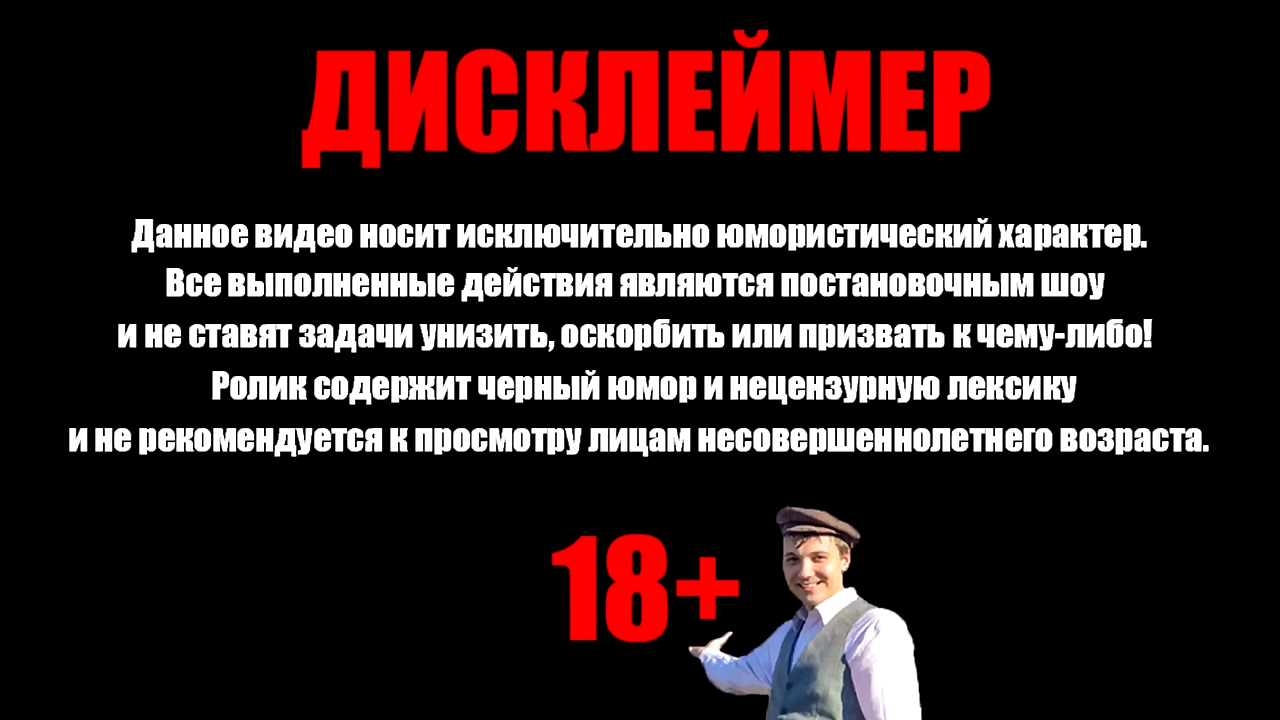 ДИСКЛЕЙМЕР
Данное видео носит исключительно юмористический характер.
Все выполненные действия являются постановочным шоу
и не ставят задачи унизить, оскорбить или призвать к чему-либо!
Ролик содержит черный юмор и нецензурную лексику
и не рекомендуется к просмотру лицам несовершеннолетнего возраста.
18+